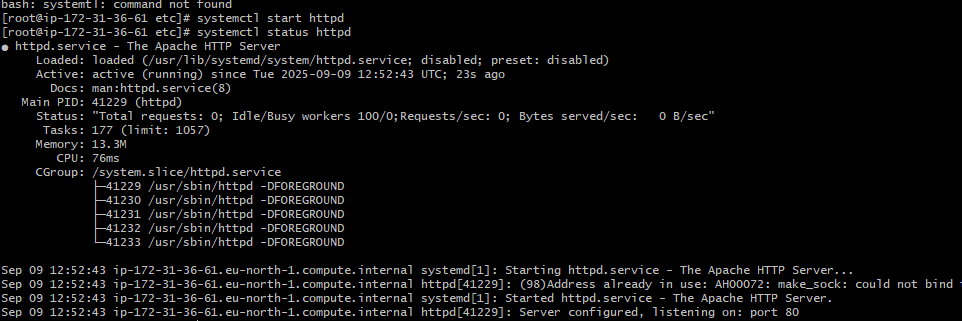 bash: systemtl: command not found
[root@ip-172-31-36-61 etc]# systemctl start httpd
[root@ip-172-31-36-61 etc]# systemctl status httpd
● httpd.service - The Apache HTTP Server
Loaded: loaded (/usr/lib/systemd/system/httpd.service; disabled; preset: disabled)
Active: active (running) since Tue 2025-09-09 12:52:43 UTC; 23s ago
Docs: man:httpd.service(8)
Main PID: 41229 (httpd)
Status: "Total requests: 0; Idle/Busy workers 100/0;Requests/sec: 0; Bytes served/sec:   0 B/sec"
Tasks: 177 (limit: 1057)
Memory: 13.3M
CPU: 76ms
CGroup: /system.slice/httpd.service
├─41229 /usr/sbin/httpd -DFOREGROUND
├─41230 /usr/sbin/httpd -DFOREGROUND
├─41231 /usr/sbin/httpd -DFOREGROUND
├─41232 /usr/sbin/httpd -DFOREGROUND
└─41233 /usr/sbin/httpd -DFOREGROUND
Sep 09 12:52:43 ip-172-31-36-61.eu-north-1.compute.internal systemd[1]: Starting httpd.service - The Apache HTTP Server...
Sep 09 12:52:43 ip-172-31-36-61.eu-north-1.compute.internal httpd[41229]: (98)Address already in use: AH00072: make_sock: could not bind
Sep 09 12:52:43 ip-172-31-36-61.eu-north-1.compute.internal systemd[1]: Started httpd.service - The Apache HTTP Server.
Sep 09 12:52:43 ip-172-31-36-61.eu-north-1.compute.internal httpd[41229]: Server configured, listening on: port 80